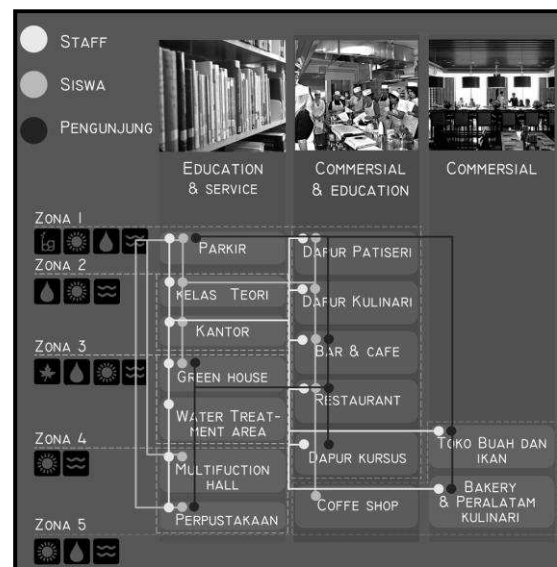 STAFF
SISWA
PENGUNJUNG
EDUCATION
& SERVICE
COMMERSIAL
& EDUCATION
COMMERSIAL
ZONA 1
ZONA 2
ZONA 3
ZONA 4
ZONA 5
PARKIR
KELAS TEORI
KANTOR
GREEN HOUSE
WATER TREAT-
MENT AREA
MULTIFUCTION
HALL
PERPUSTAKAAN
DAFUR PATISERI
DAFUR KULINARI
BAR & CAFE
RESTAURANT
DAPUR KURSUS
COFFE SHOP
TOKO BUAH DAN
IKAN
BAKERY
& PERALATAM
KULINARI